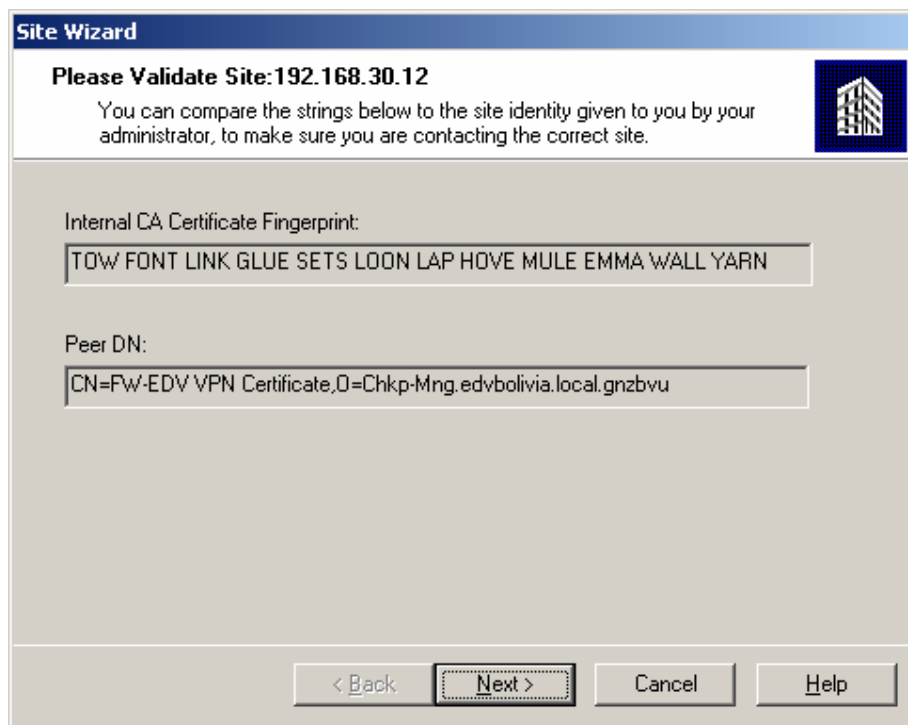 Site Wizard
Please Validate Site:192.168.30.12
You can compare the strings below to the site identity given to you by your
administrator, to make sure you are contacting the correct site.
Internal CA Certificate Fingerprint:
TOW FONT LINK GLUE SETS LOON LAP HOVE MULE EMMA WALL YARN
Peer DN:
CN=FW-EDV VPN Certificate,O=Chkp-Mng.edvbolivia.local.gnzbvu
< Back Next > Cancel Help